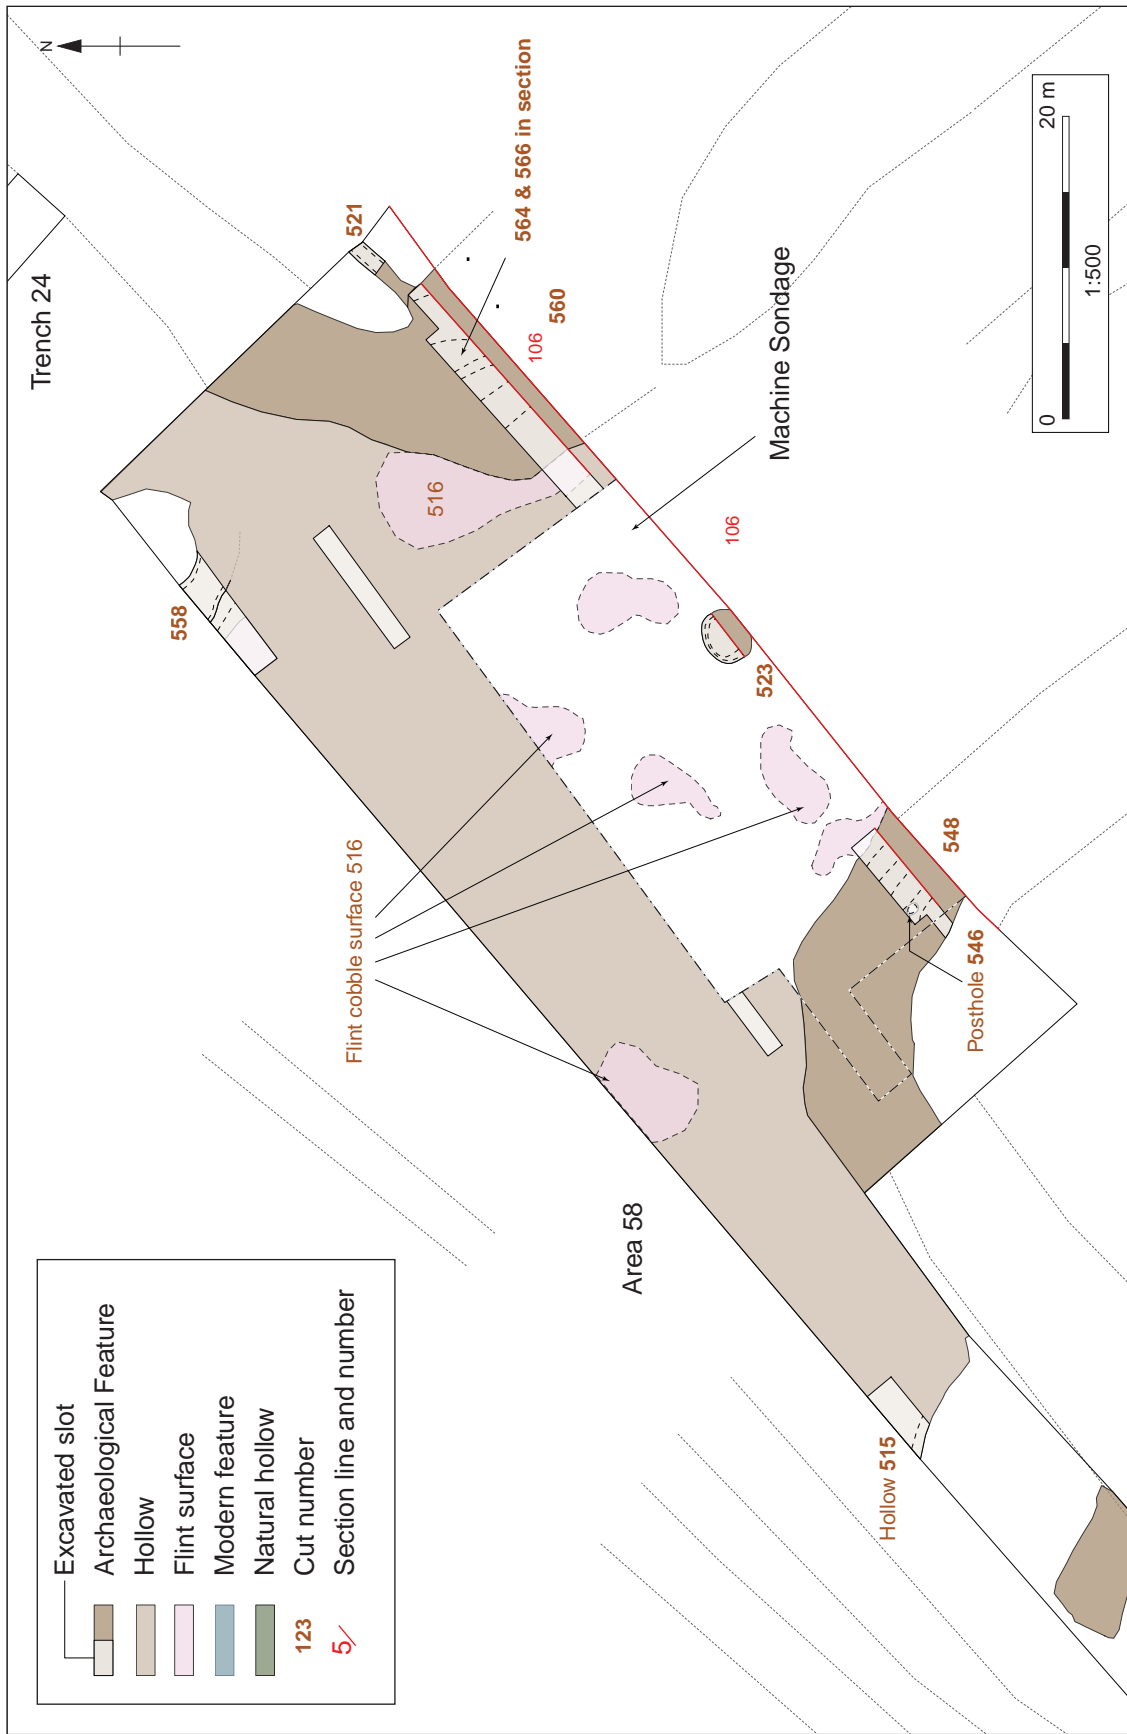 Excavated slot
Archaeological Feature
Hollow
Flint surface
Modern feature
Natural hollow
123 Cut number
5 Section line and number
Trench 24
N
558
521
564 & 566 in section
560
106
516
Machine Sondage
106
Flint cobble surface 516
523
548
Posthole 546
Area 58
Hollow 515
0 20 m
1:500